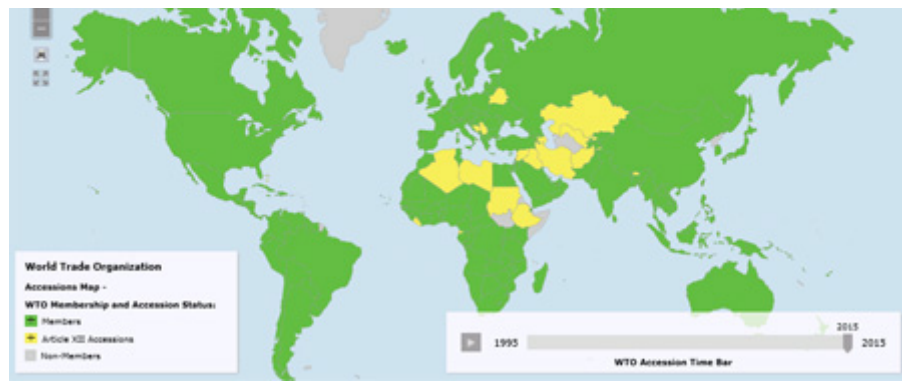 World Trade Organization
Accessions Map -
WTO Membership and Accession Status:
Members
Article XII Accessions
Non-Members
2015
1995
2015
WTO Accession Time Bar